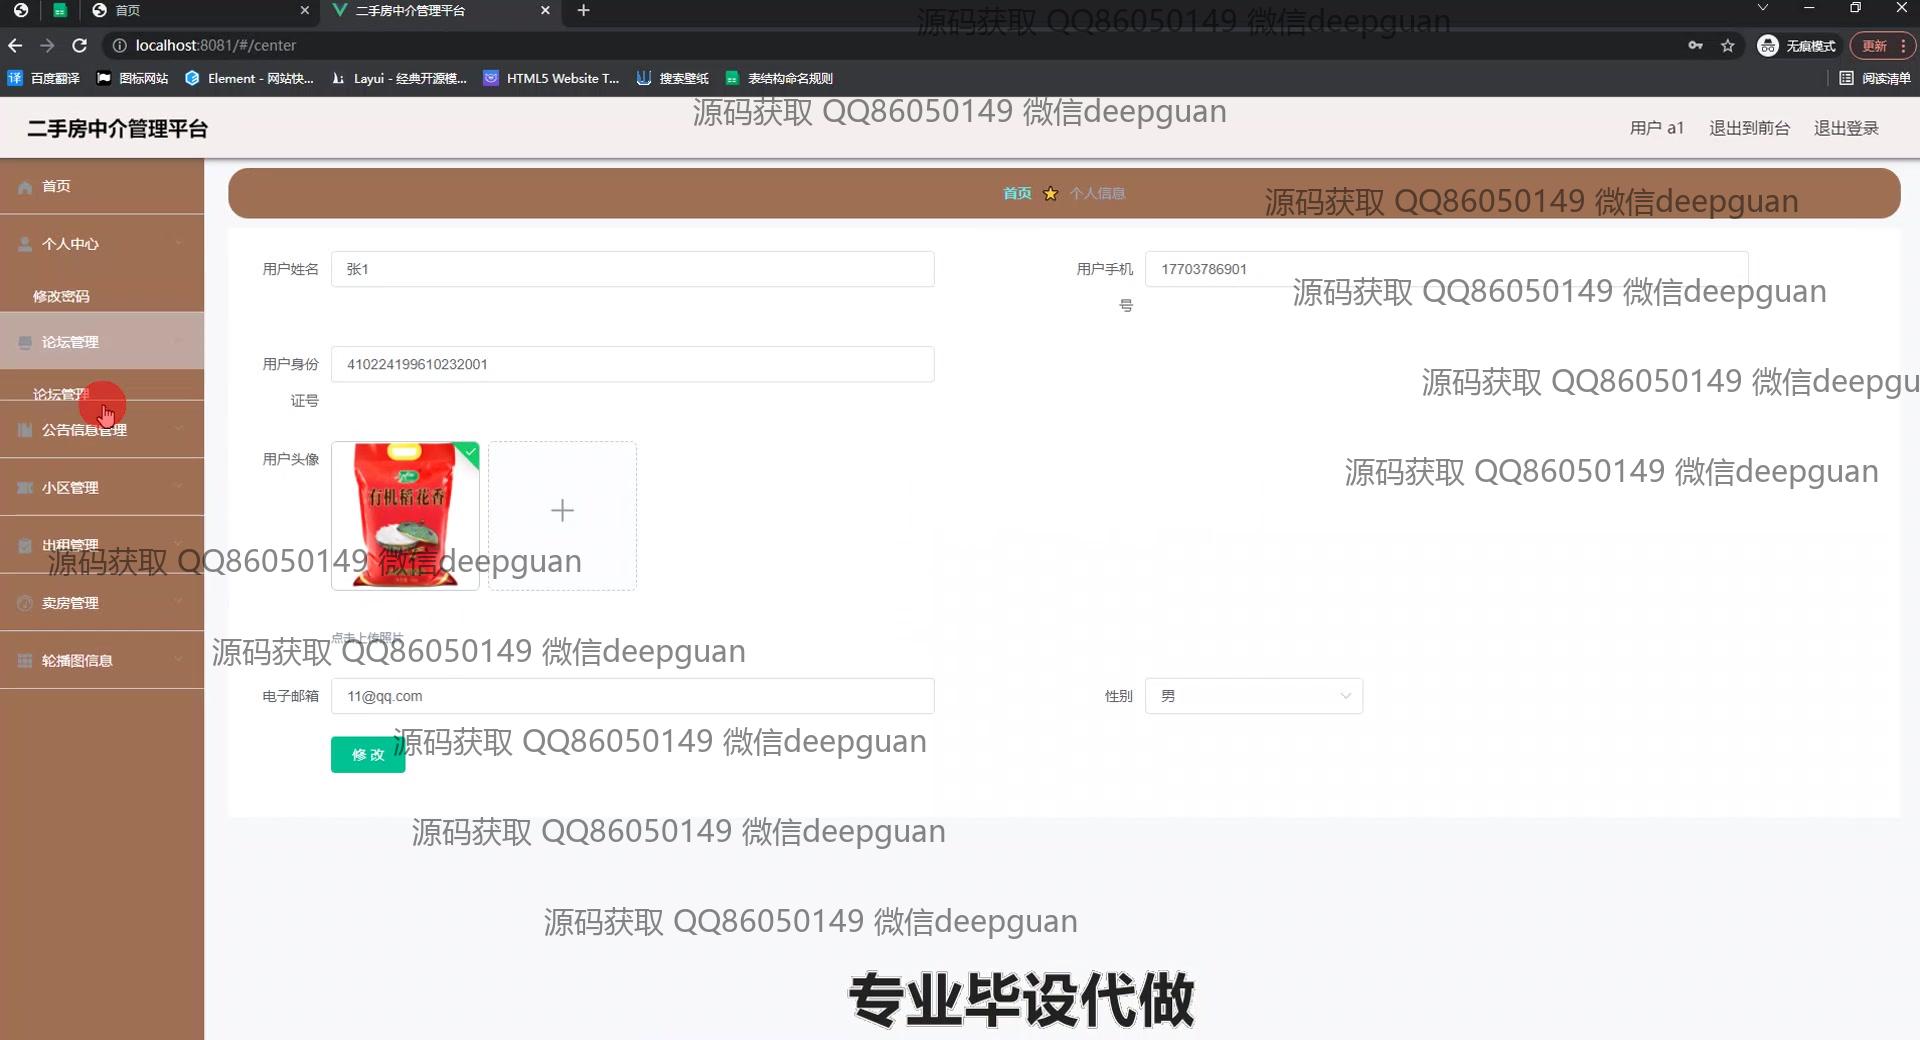 首页
二手房中介管理平台
源码获取 QQ86050149 微信deepguan
localhost:8081/#/center
无痕模式
更新
百度翻译
图标网站
Element - 网站快...
Layui - 经典开源模...
HTML5 Website T...
搜索壁纸
表结构命名规则
阅读清单
源码获取 QQ86050149 微信deepguan
二手房中介管理平台
用户 a1
退出到前台
退出登录
首页
首页
个人信息
源码获取 QQ86050149 微信deepguan
个人中心
用户姓名
张1
用户手机号
17703786901
修改密码
源码获取 QQ86050149 微信deepguan
论坛管理
用户身份证号
410224199610232001
源码获取 QQ86050149 微信deepgu
论坛管理
公告信息管理
用户头像
有机稻花香
源码获取 QQ86050149 微信deepguan
小区管理
出租管理
源码获取 QQ86050149 微信deepguan
卖房管理
点击上传照片
源码获取 QQ86050149 微信deepguan
轮播图信息
电子邮箱
11@qq.com
性别
男
修 改
源码获取 QQ86050149 微信deepguan
源码获取 QQ86050149 微信deepguan
源码获取 QQ86050149 微信deepguan
专业毕设代做